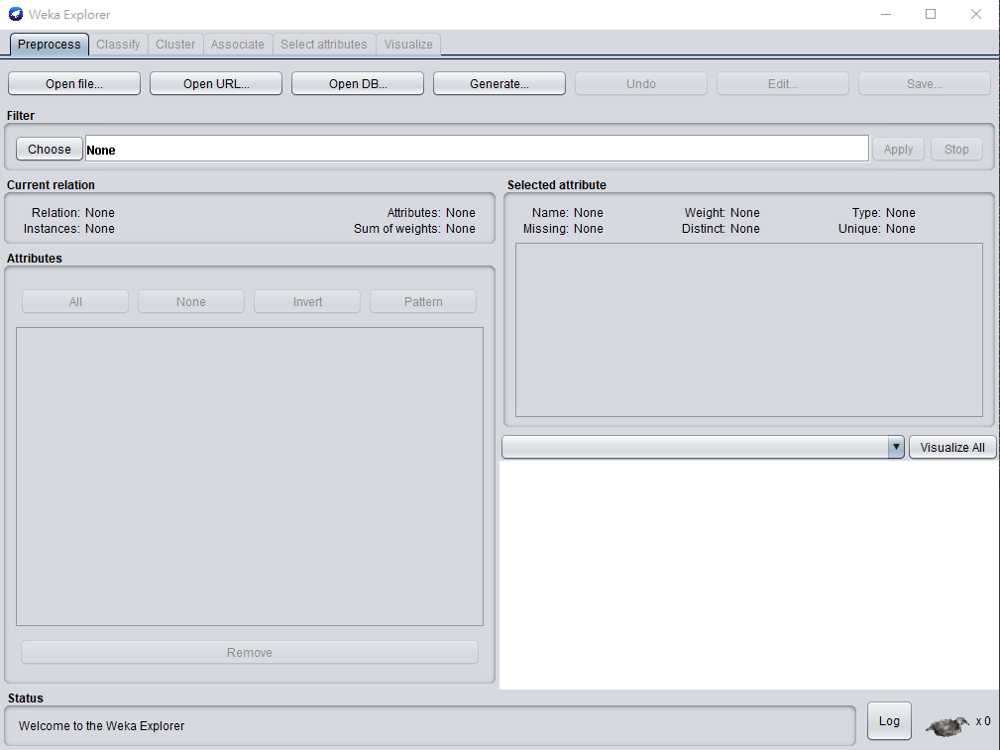 Weka Explorer
Preprocess Classify Cluster Associate Select attributes Visualize
Open file... Open URL... Open DB... Generate... Undo Edit... Save...
Filter
Choose None Apply Stop
Current relation
Relation: None Attributes: None
Instances: None Sum of weights: None
Attributes
All None Invert Pattern
Remove
Selected attribute
Name: None Weight: None Type: None
Missing: None Distinct: None Unique: None
Visualize All
Status
Welcome to the Weka Explorer
Log x 0